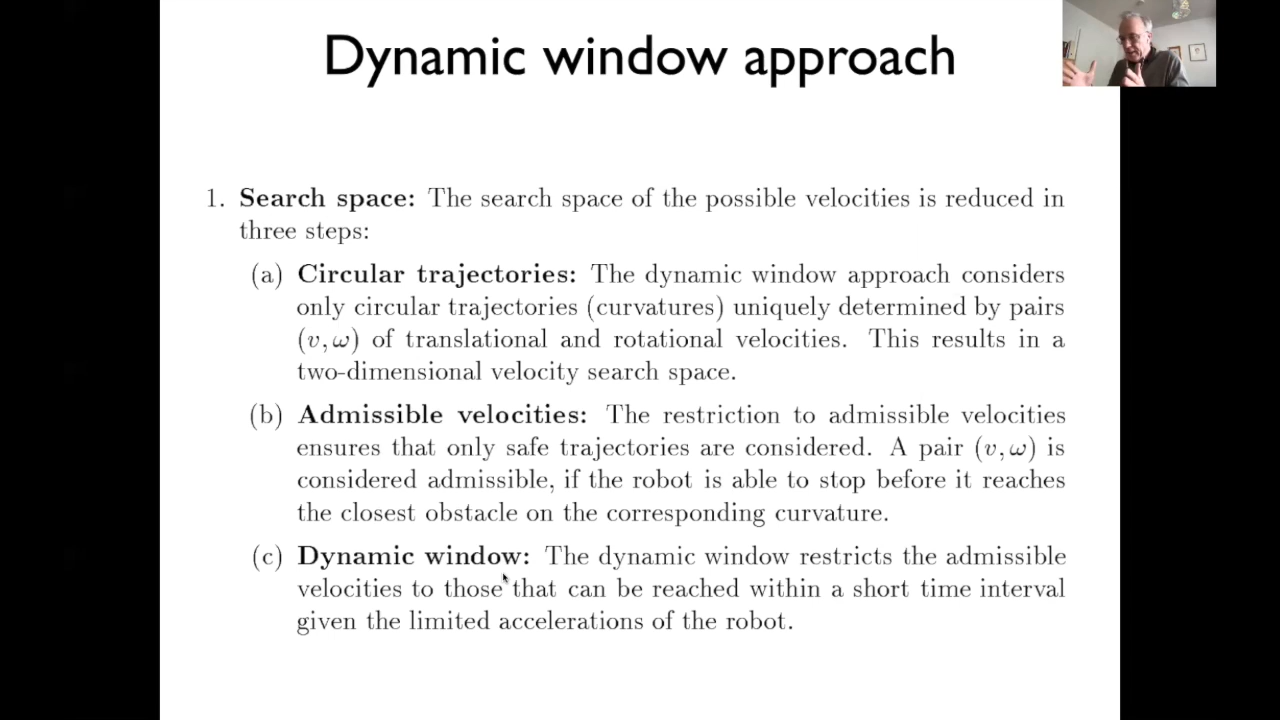 Dynamic window approach
1. Search space: The search space of the possible velocities is reduced in
three steps:
(a) Circular trajectories: The dynamic window approach considers
only circular trajectories (curvatures) uniquely determined by pairs
(v, ω) of translational and rotational velocities. This results in a
two-dimensional velocity search space.
(b) Admissible velocities: The restriction to admissible velocities
ensures that only safe trajectories are considered. A pair (v, ω) is
considered admissible, if the robot is able to stop before it reaches
the closest obstacle on the corresponding curvature.
(c) Dynamic window: The dynamic window restricts the admissible
velocities to those that can be reached within a short time interval
given the limited accelerations of the robot.